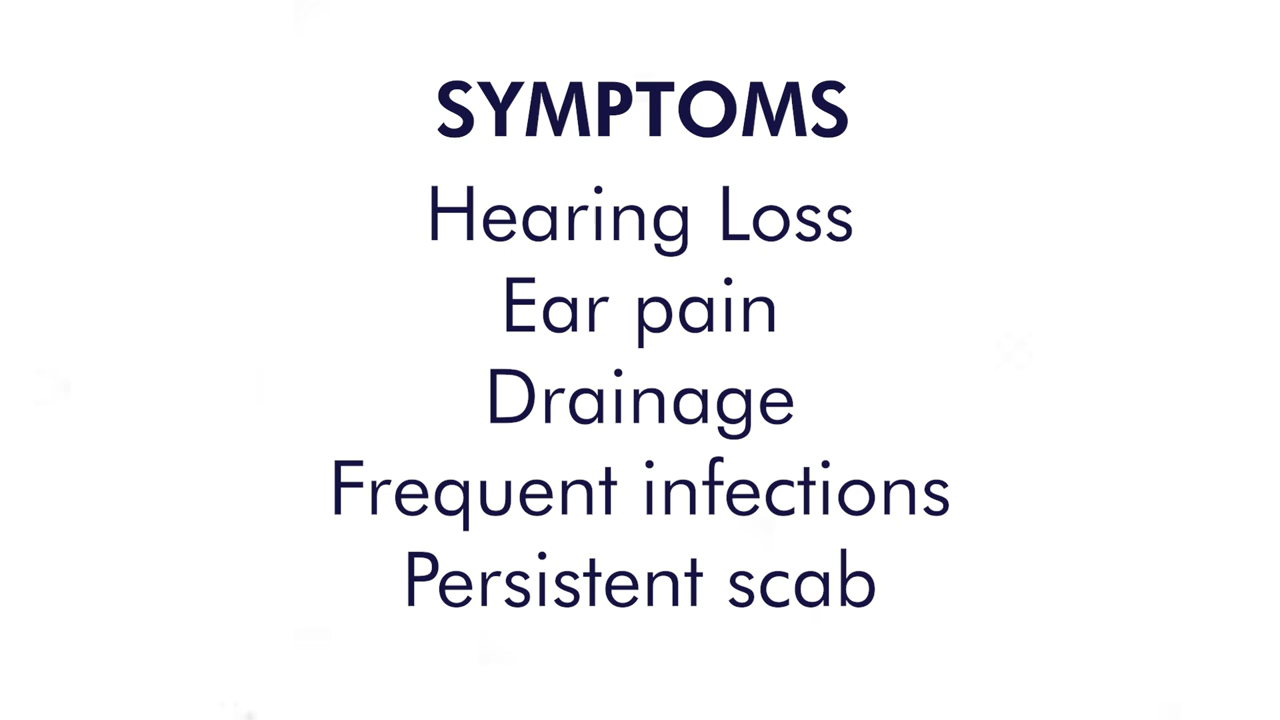 SYMPTOMS
Hearing Loss
Ear pain
Drainage
Frequent infections
Persistent scab